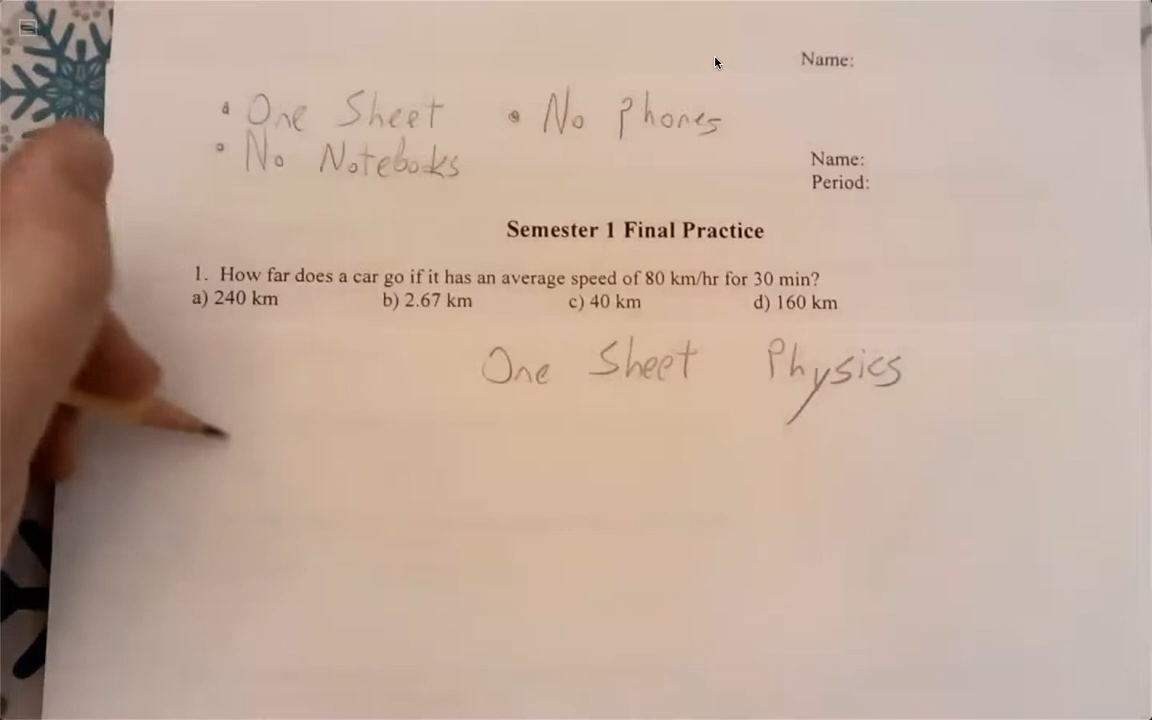 Name:
• One Sheet • No Phones
• No Notebooks
Name:
Period:
Semester 1 Final Practice
1. How far does a car go if it has an average speed of 80 km/hr for 30 min?
a) 240 km b) 2.67 km c) 40 km d) 160 km
One Sheet Physics